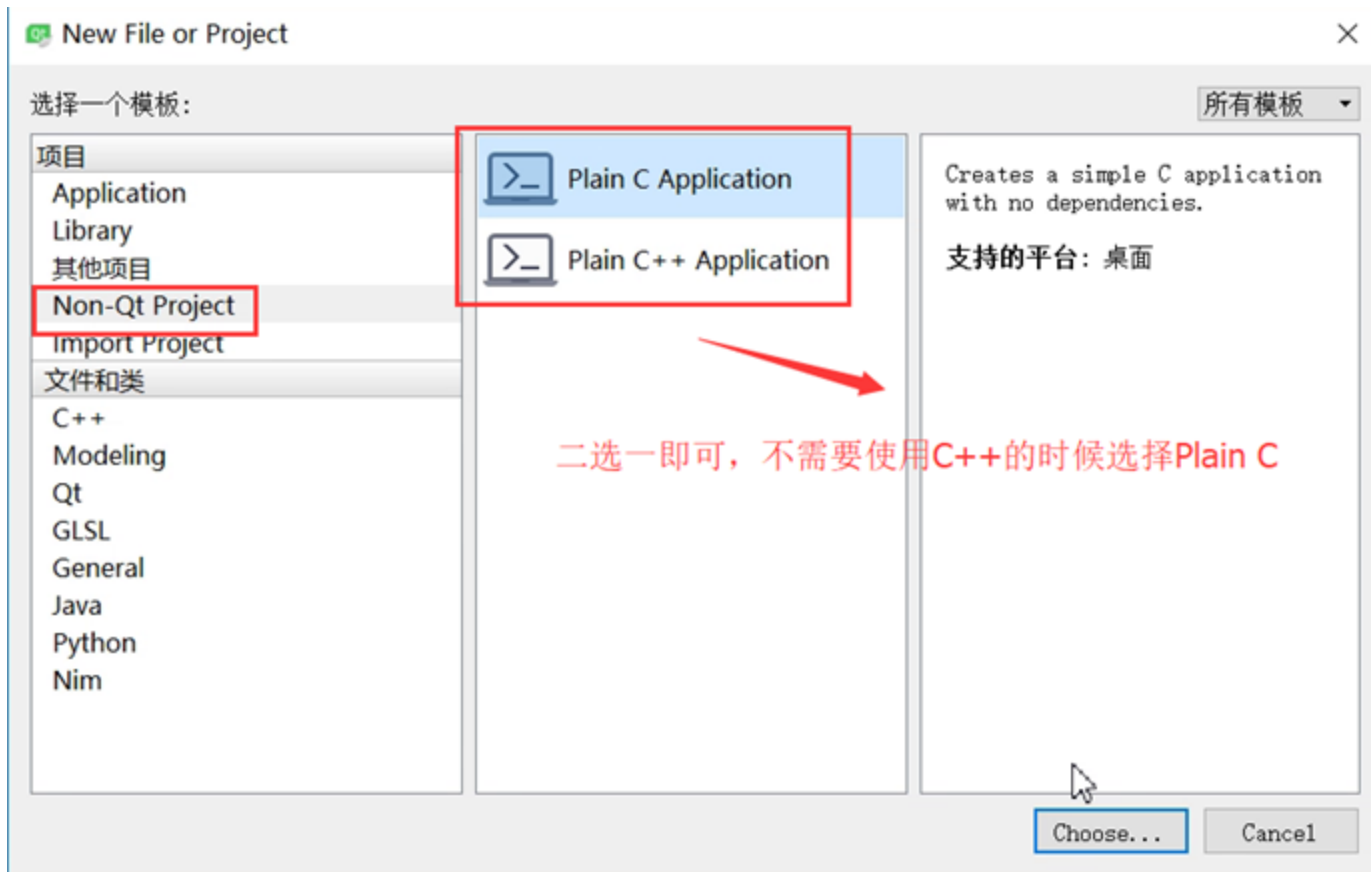 New File or Project
选择一个模板:
所有模板
项目
Application
Library
其他项目
Non-Qt Project
Import Project
文件和类
C++
Modeling
Qt
GLSL
General
Java
Python
Nim
Plain C Application
Plain C++ Application
Creates a simple C application
with no dependencies.
支持的平台: 桌面
二选一即可，不需要使用C++的时候选择Plain C
Choose...
Cancel